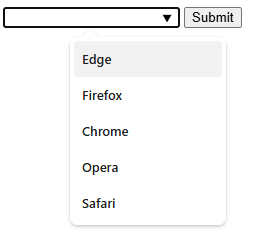 Submit
Edge
Firefox
Chrome
Opera
Safari